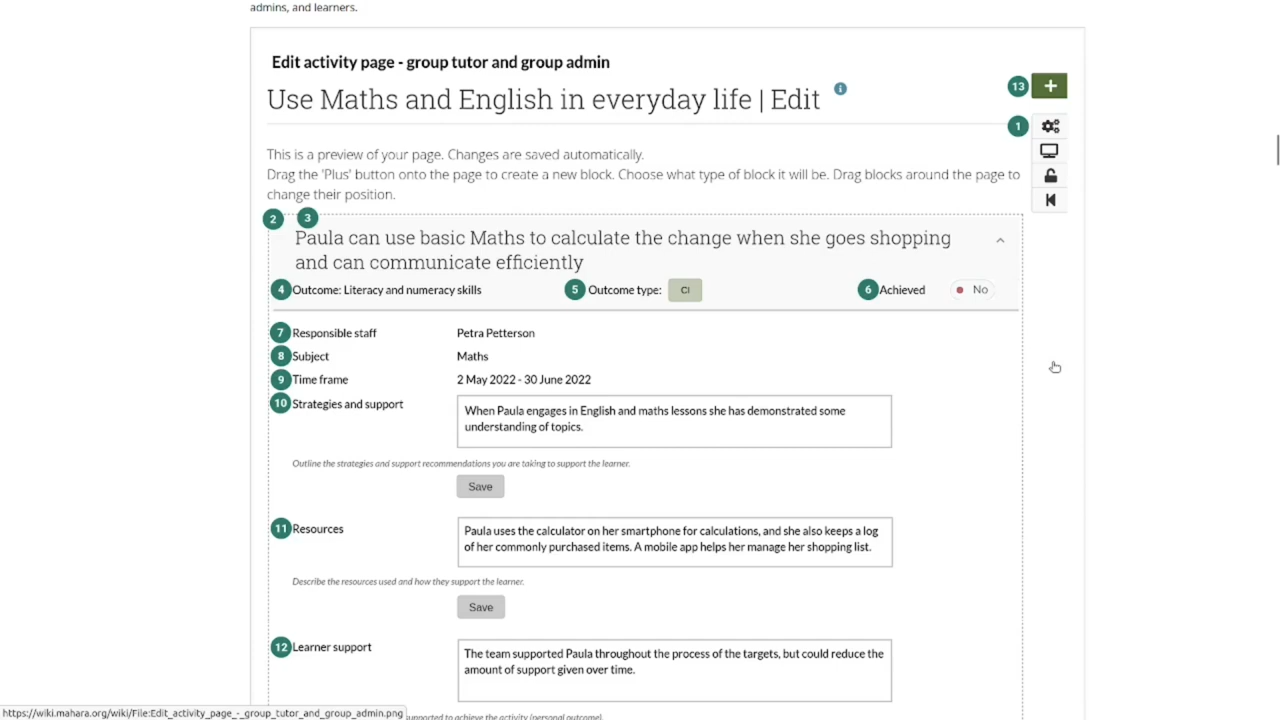 admins, and learners.
Edit activity page - group tutor and group admin
Use Maths and English in everyday life | Edit
13
1
This is a preview of your page. Changes are saved automatically.
Drag the 'Plus' button onto the page to create a new block. Choose what type of block it will be. Drag blocks around the page to
change their position.
2 3
Paula can use basic Maths to calculate the change when she goes shopping
and can communicate efficiently
4 Outcome: Literacy and numeracy skills 5 Outcome type: CI 6 Achieved No
7 Responsible staff Petra Petterson
8 Subject Maths
9 Time frame 2 May 2022 - 30 June 2022
10 Strategies and support When Paula engages in English and maths lessons she has demonstrated some
understanding of topics.
Outline the strategies and support recommendations you are taking to support the learner.
Save
11 Resources Paula uses the calculator on her smartphone for calculations, and she also keeps a log
of her commonly purchased items. A mobile app helps her manage her shopping list.
Describe the resources used and how they support the learner.
Save
12 Learner support The team supported Paula throughout the process of the targets, but could reduce the
amount of support given over time.
https://wiki.mahara.org/wiki/File:Edit_activity_page_-_group_tutor_and_group_admin.png upported to achieve the activity (personal outcome).